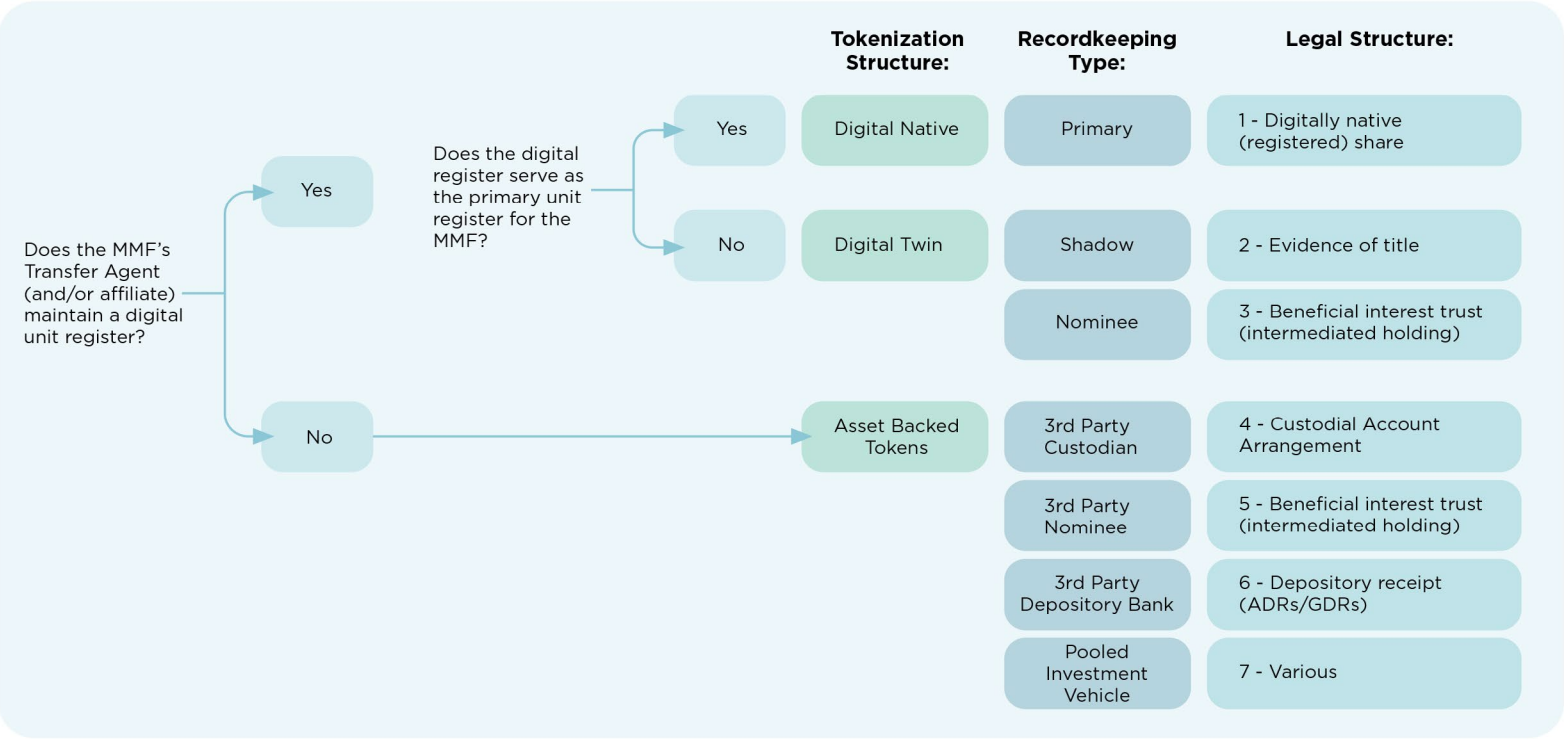 Tokenization
Structure:
Recordkeeping
Type:
Legal Structure:
Does the MMF's
Transfer Agent
(and/or affiliate)
maintain a digital
unit register?
Yes
No
Does the digital
register serve as
the primary unit
register for the
MMF?
Yes
Digital Native
Primary
1 - Digitally native
(registered) share
No
Digital Twin
Shadow
2 - Evidence of title
Nominee
3 - Beneficial interest trust
(intermediated holding)
Asset Backed
Tokens
3rd Party
Custodian
4 - Custodial Account
Arrangement
3rd Party
Nominee
5 - Beneficial interest trust
(intermediated holding)
3rd Party
Depository Bank
6 - Depository receipt
(ADRs/GDRs)
Pooled
Investment
Vehicle
7 - Various